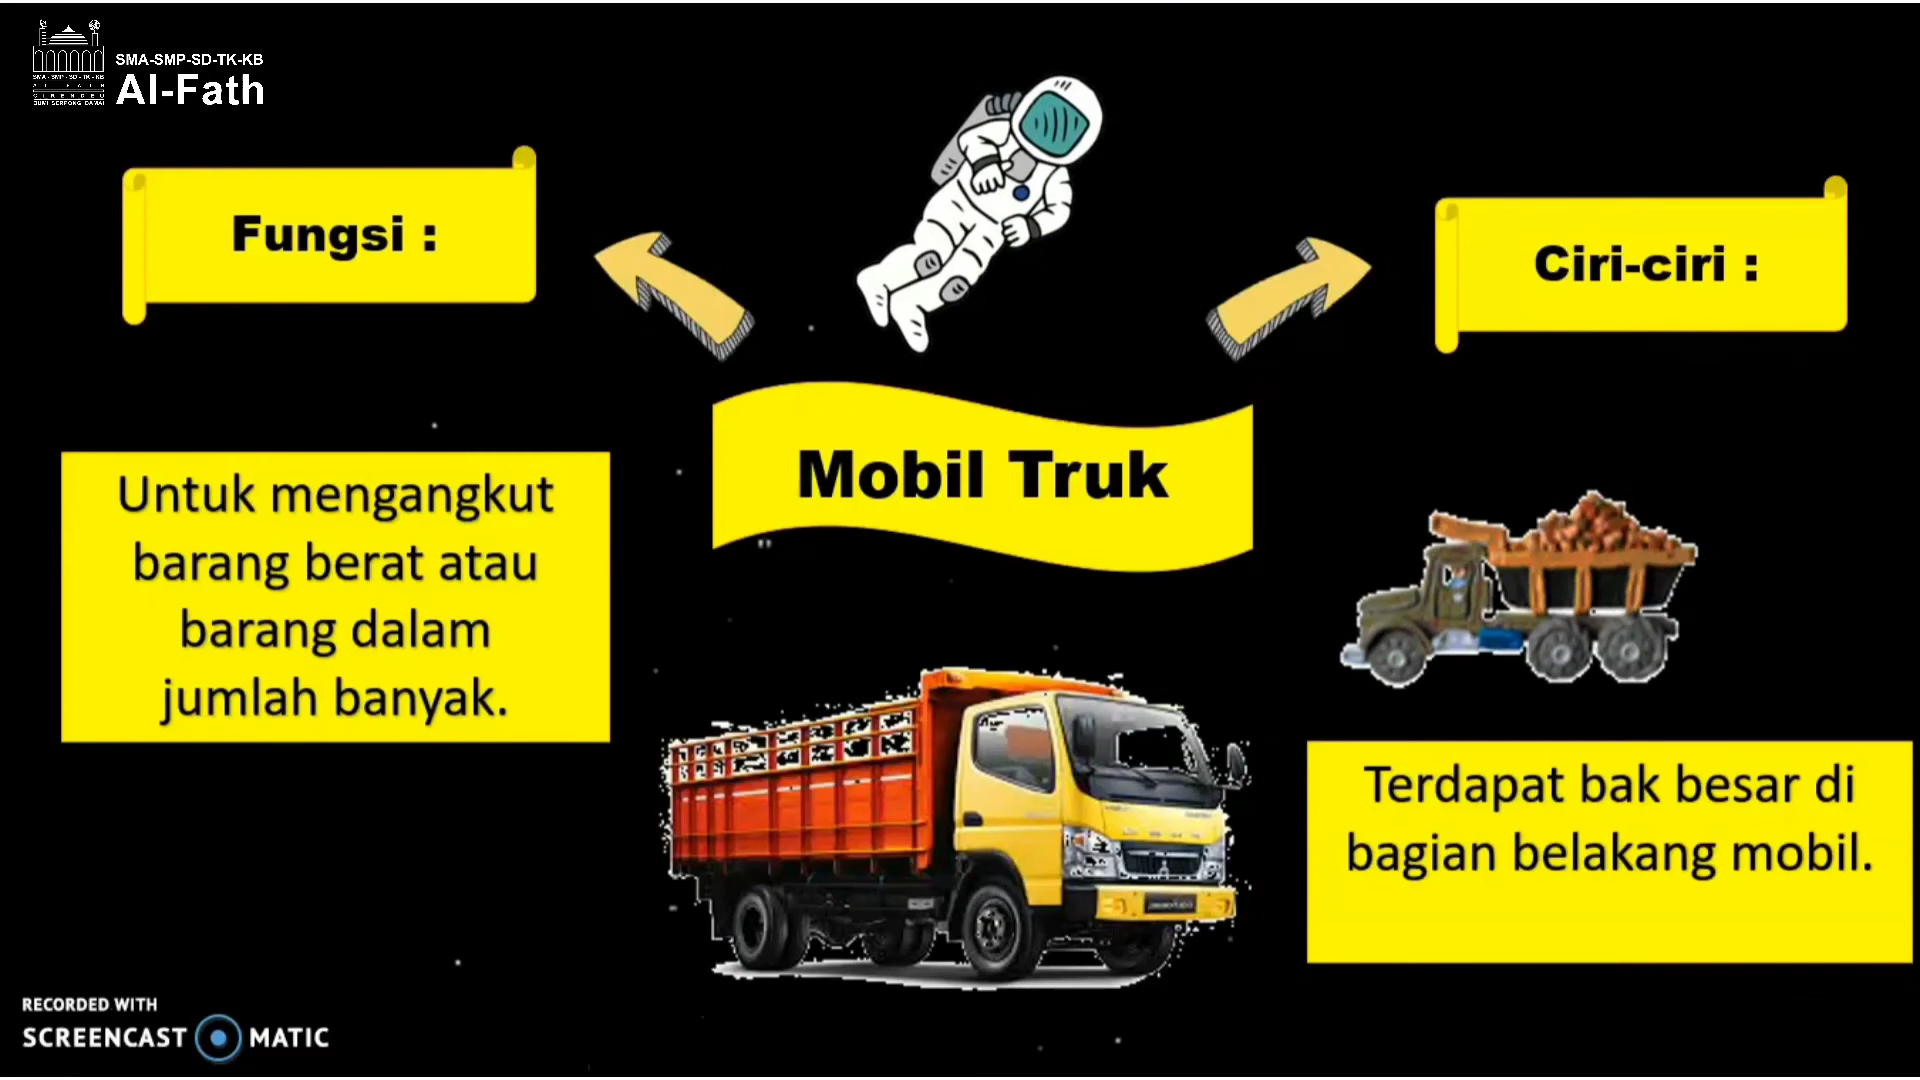 SMA-SMP-SD-TK-KB
Al-Fath
Fungsi :
Ciri-ciri :
Mobil Truk
Untuk mengangkut
barang berat atau
barang dalam
jumlah banyak.
Terdapat bak besar di
bagian belakang mobil.
RECORDED WITH
SCREENCAST MATIC